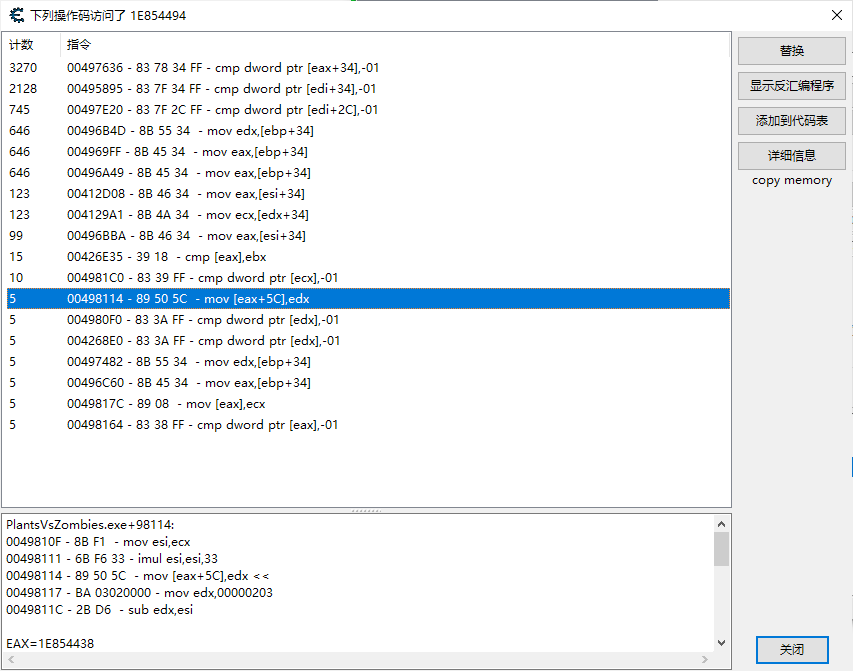 下列操作码访问了 1E854494
计数 指令
3270 00497636 - 83 78 34 FF - cmp dword ptr [eax+34],-01
2128 00495895 - 83 7F 34 FF - cmp dword ptr [edi+34],-01
745 00497E20 - 83 7F 2C FF - cmp dword ptr [edi+2C],-01
646 00496B4D - 8B 55 34 - mov edx,[ebp+34]
646 004969FF - 8B 45 34 - mov eax,[ebp+34]
646 00496A49 - 8B 45 34 - mov eax,[ebp+34]
123 00412D08 - 8B 46 34 - mov eax,[esi+34]
123 004129A1 - 8B 4A 34 - mov ecx,[edx+34]
99 00496BBA - 8B 46 34 - mov eax,[esi+34]
15 00426E35 - 39 18 - cmp [eax],ebx
10 004981C0 - 83 39 FF - cmp dword ptr [ecx],-01
5 00498114 - 89 50 5C - mov [eax+5C],edx
5 004980F0 - 83 3A FF - cmp dword ptr [edx],-01
5 004268E0 - 83 3A FF - cmp dword ptr [edx],-01
5 00497482 - 8B 55 34 - mov edx,[ebp+34]
5 00496C60 - 8B 45 34 - mov eax,[ebp+34]
5 0049817C - 89 08 - mov [eax],ecx
5 00498164 - 83 38 FF - cmp dword ptr [eax],-01
替换
显示反汇编程序
添加到代码表
详细信息
copy memory
PlantsVsZombies.exe+98114:
0049810F - 8B F1 - mov esi,ecx
00498111 - 6B F6 33 - imul esi,esi,33
00498114 - 89 50 5C - mov [eax+5C],edx <<
00498117 - BA 03020000 - mov edx,00000203
0049811C - 2B D6 - sub edx,esi
EAX=1E854438
关闭